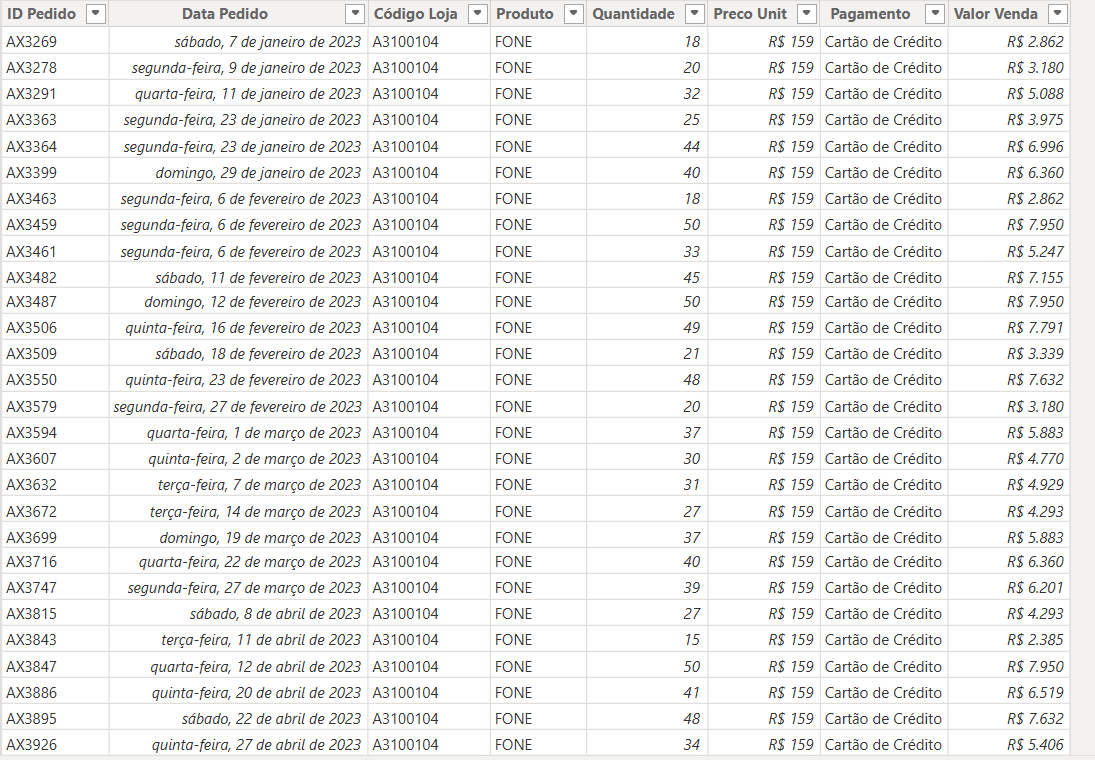 ID Pedido Data Pedido Código Loja Produto Quantidade Preco Unit Pagamento Valor Venda
AX3269 sábado, 7 de janeiro de 2023 A3100104 FONE 18 R$ 159 Cartão de Crédito R$ 2.862
AX3278 segunda-feira, 9 de janeiro de 2023 A3100104 FONE 20 R$ 159 Cartão de Crédito R$ 3.180
AX3291 quarta-feira, 11 de janeiro de 2023 A3100104 FONE 32 R$ 159 Cartão de Crédito R$ 5.088
AX3363 segunda-feira, 23 de janeiro de 2023 A3100104 FONE 25 R$ 159 Cartão de Crédito R$ 3.975
AX3364 segunda-feira, 23 de janeiro de 2023 A3100104 FONE 44 R$ 159 Cartão de Crédito R$ 6.996
AX3399 domingo, 29 de janeiro de 2023 A3100104 FONE 40 R$ 159 Cartão de Crédito R$ 6.360
AX3463 segunda-feira, 6 de fevereiro de 2023 A3100104 FONE 18 R$ 159 Cartão de Crédito R$ 2.862
AX3459 segunda-feira, 6 de fevereiro de 2023 A3100104 FONE 50 R$ 159 Cartão de Crédito R$ 7.950
AX3461 segunda-feira, 6 de fevereiro de 2023 A3100104 FONE 33 R$ 159 Cartão de Crédito R$ 5.247
AX3482 sábado, 11 de fevereiro de 2023 A3100104 FONE 45 R$ 159 Cartão de Crédito R$ 7.155
AX3487 domingo, 12 de fevereiro de 2023 A3100104 FONE 50 R$ 159 Cartão de Crédito R$ 7.950
AX3506 quinta-feira, 16 de fevereiro de 2023 A3100104 FONE 49 R$ 159 Cartão de Crédito R$ 7.791
AX3509 sábado, 18 de fevereiro de 2023 A3100104 FONE 21 R$ 159 Cartão de Crédito R$ 3.339
AX3550 quinta-feira, 23 de fevereiro de 2023 A3100104 FONE 48 R$ 159 Cartão de Crédito R$ 7.632
AX3579 segunda-feira, 27 de fevereiro de 2023 A3100104 FONE 20 R$ 159 Cartão de Crédito R$ 3.180
AX3594 quarta-feira, 1 de março de 2023 A3100104 FONE 37 R$ 159 Cartão de Crédito R$ 5.883
AX3607 quinta-feira, 2 de março de 2023 A3100104 FONE 30 R$ 159 Cartão de Crédito R$ 4.770
AX3632 terça-feira, 7 de março de 2023 A3100104 FONE 31 R$ 159 Cartão de Crédito R$ 4.929
AX3672 terça-feira, 14 de março de 2023 A3100104 FONE 27 R$ 159 Cartão de Crédito R$ 4.293
AX3699 domingo, 19 de março de 2023 A3100104 FONE 37 R$ 159 Cartão de Crédito R$ 5.883
AX3716 quarta-feira, 22 de março de 2023 A3100104 FONE 40 R$ 159 Cartão de Crédito R$ 6.360
AX3747 segunda-feira, 27 de março de 2023 A3100104 FONE 39 R$ 159 Cartão de Crédito R$ 6.201
AX3815 sábado, 8 de abril de 2023 A3100104 FONE 27 R$ 159 Cartão de Crédito R$ 4.293
AX3843 terça-feira, 11 de abril de 2023 A3100104 FONE 15 R$ 159 Cartão de Crédito R$ 2.385
AX3847 quarta-feira, 12 de abril de 2023 A3100104 FONE 50 R$ 159 Cartão de Crédito R$ 7.950
AX3886 quinta-feira, 20 de abril de 2023 A3100104 FONE 41 R$ 159 Cartão de Crédito R$ 6.519
AX3895 sábado, 22 de abril de 2023 A3100104 FONE 48 R$ 159 Cartão de Crédito R$ 7.632
AX3926 quinta-feira, 27 de abril de 2023 A3100104 FONE 34 R$ 159 Cartão de Crédito R$ 5.406